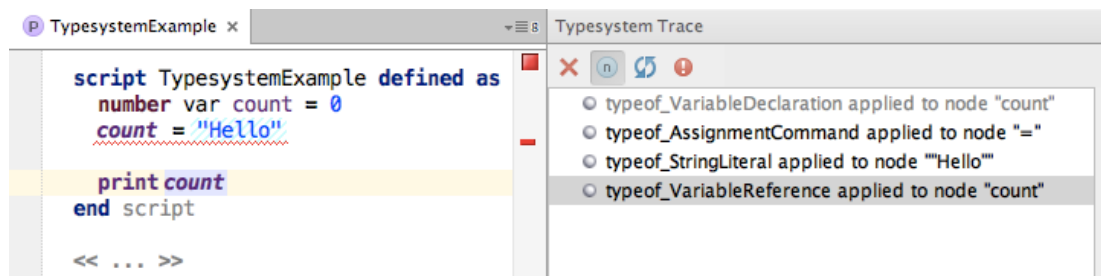 P TypesystemExample × 8
script TypesystemExample defined as
number var count = 0
count = "Hello"
print count
end script
<< ... >>
Typesystem Trace
n
typeof_VariableDeclaration applied to node "count"
typeof_AssignmentCommand applied to node "="
typeof_StringLiteral applied to node ""Hello""
typeof_VariableReference applied to node "count"